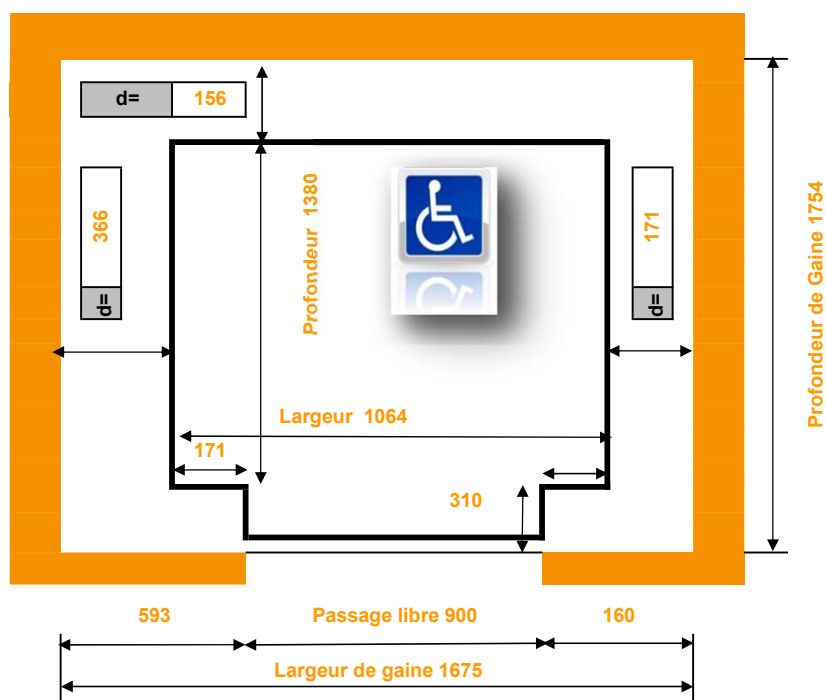 d= 156
Profondeur 1380
366
d=
171
d=
Profondeur de Gaine 1754
Largeur 1064
171
310
593
Passage libre 900
160
Largeur de gaine 1675